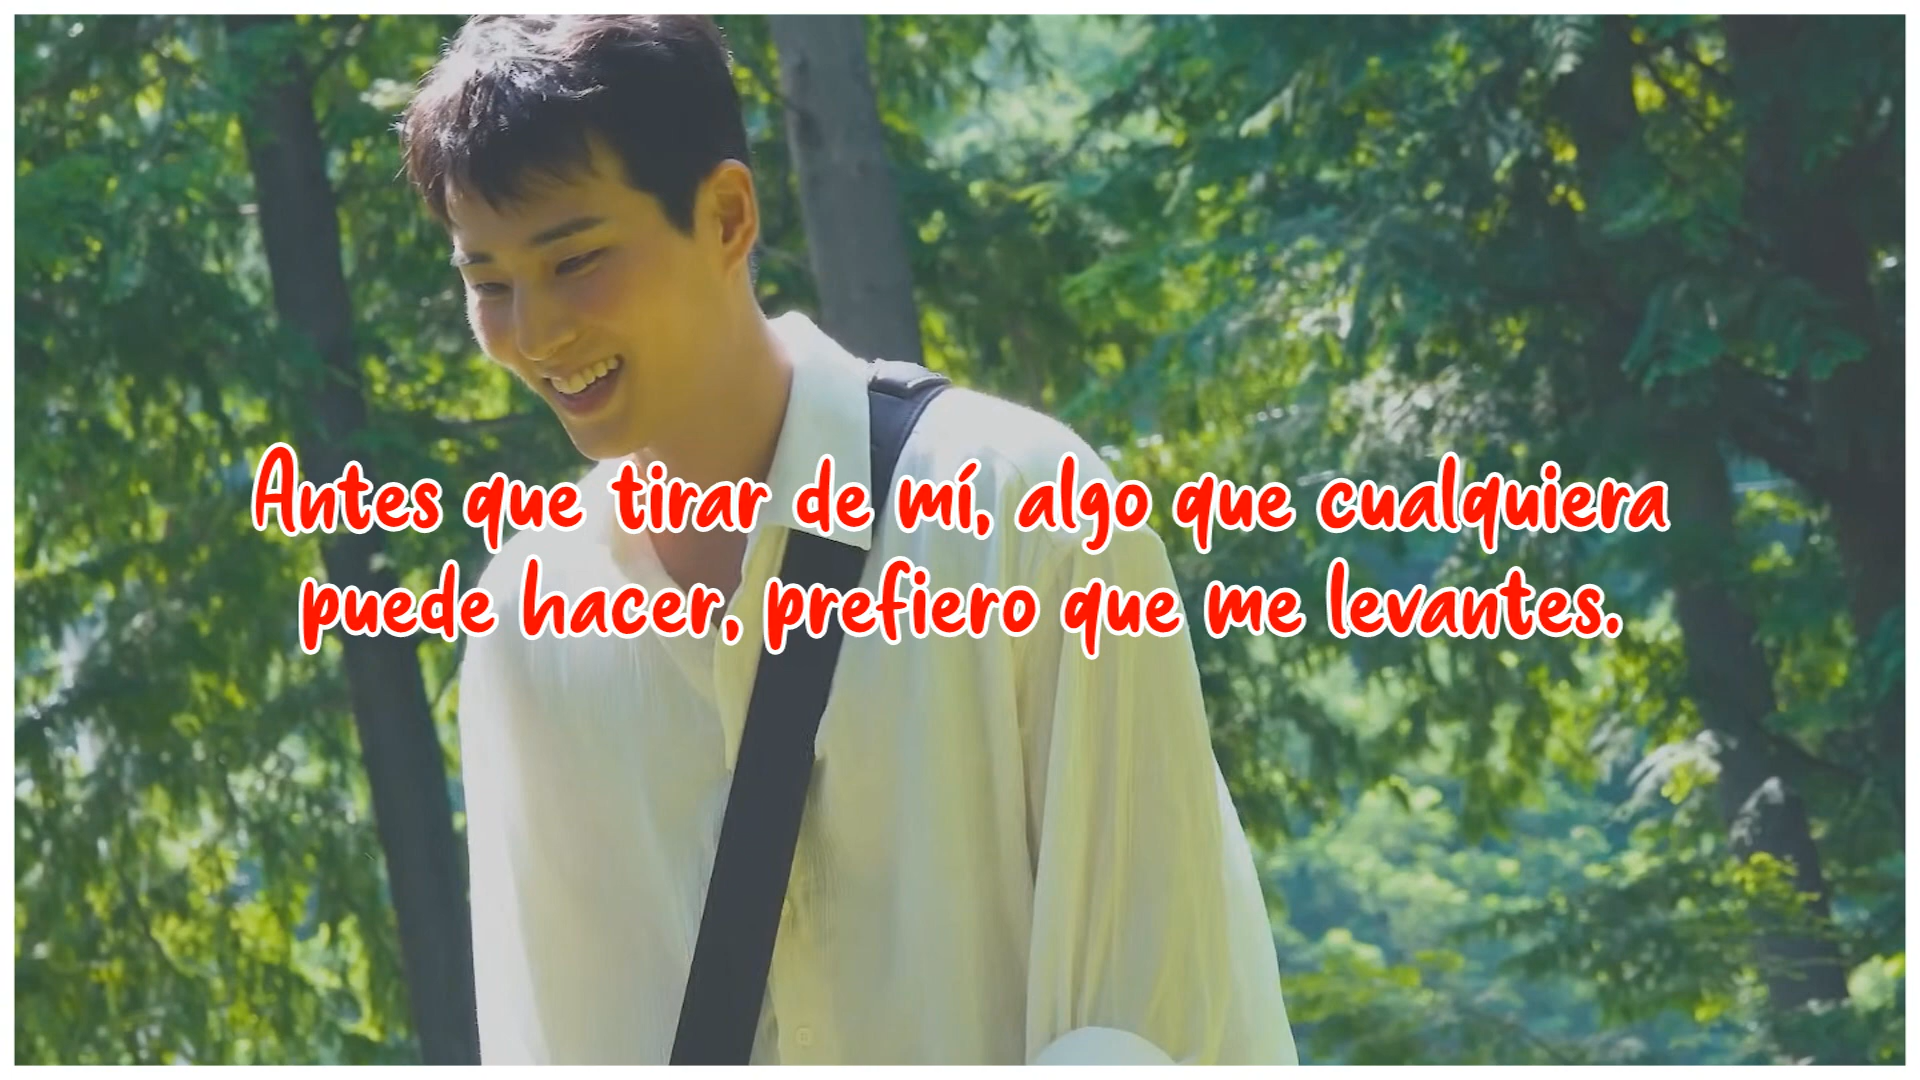 Antes que tirar de mí, algo que cualquiera
puede hacer, prefiero que me levantes.